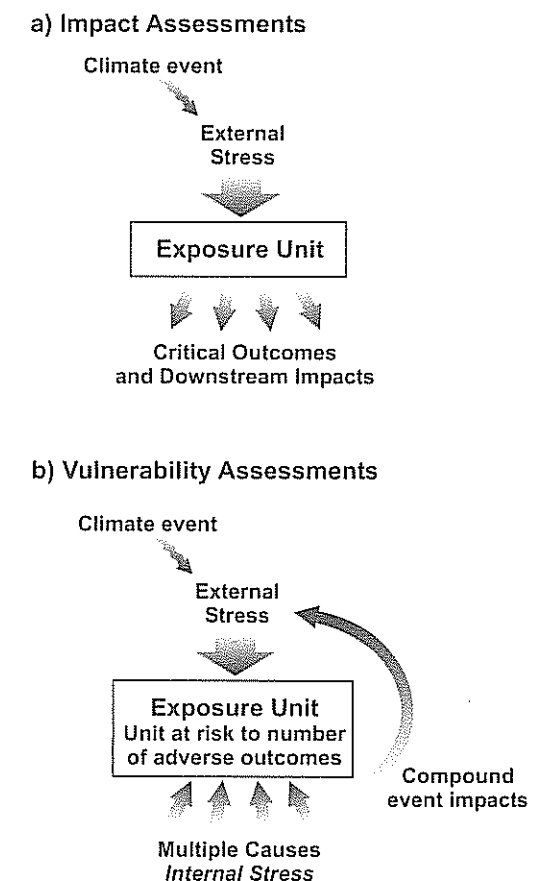 a) Impact Assessments
Climate event
External
Stress
Exposure Unit
Critical Outcomes
and Downstream Impacts
b) Vulnerability Assessments
Climate event
External
Stress
Exposure Unit
Unit at risk to number
of adverse outcomes
Compound
event impacts
Multiple Causes
Internal Stress